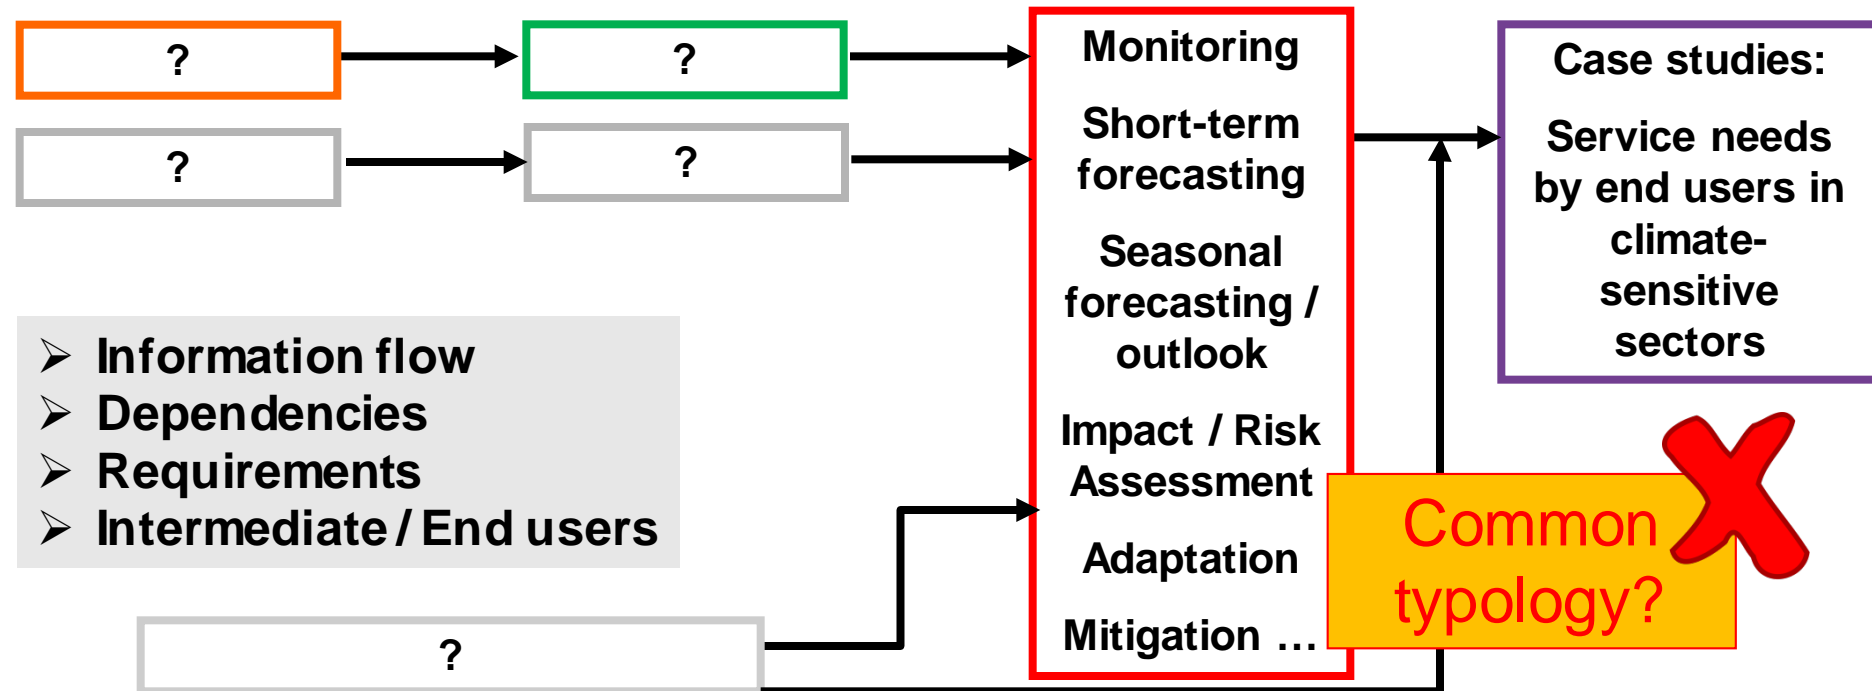 ?
?
?
?
Monitoring
Short-term
forecasting
Seasonal
forecasting /
outlook
Impact / Risk
Assessment
Adaptation
Mitigation ...
Case studies:
Service needs
by end users in
climate-
sensitive
sectors
➢ Information flow
➢ Dependencies
➢ Requirements
➢ Intermediate / End users
Common
typology?
?